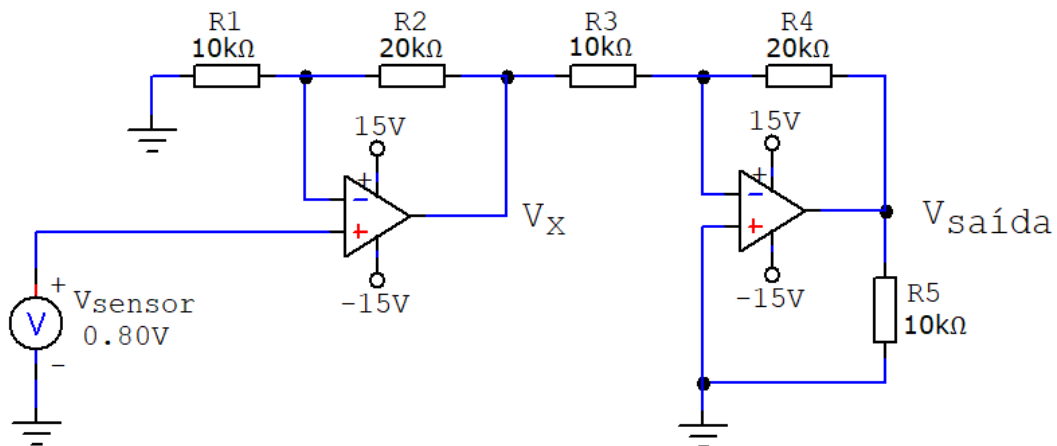 R1
10kΩ
R2
20kΩ
R3
10kΩ
R4
20kΩ
15V
15V
+
+
-
+
-
+
-15V
-15V
Vx
Vsaída
+
V
-
Vsensor
0.80V
R5
10kΩ